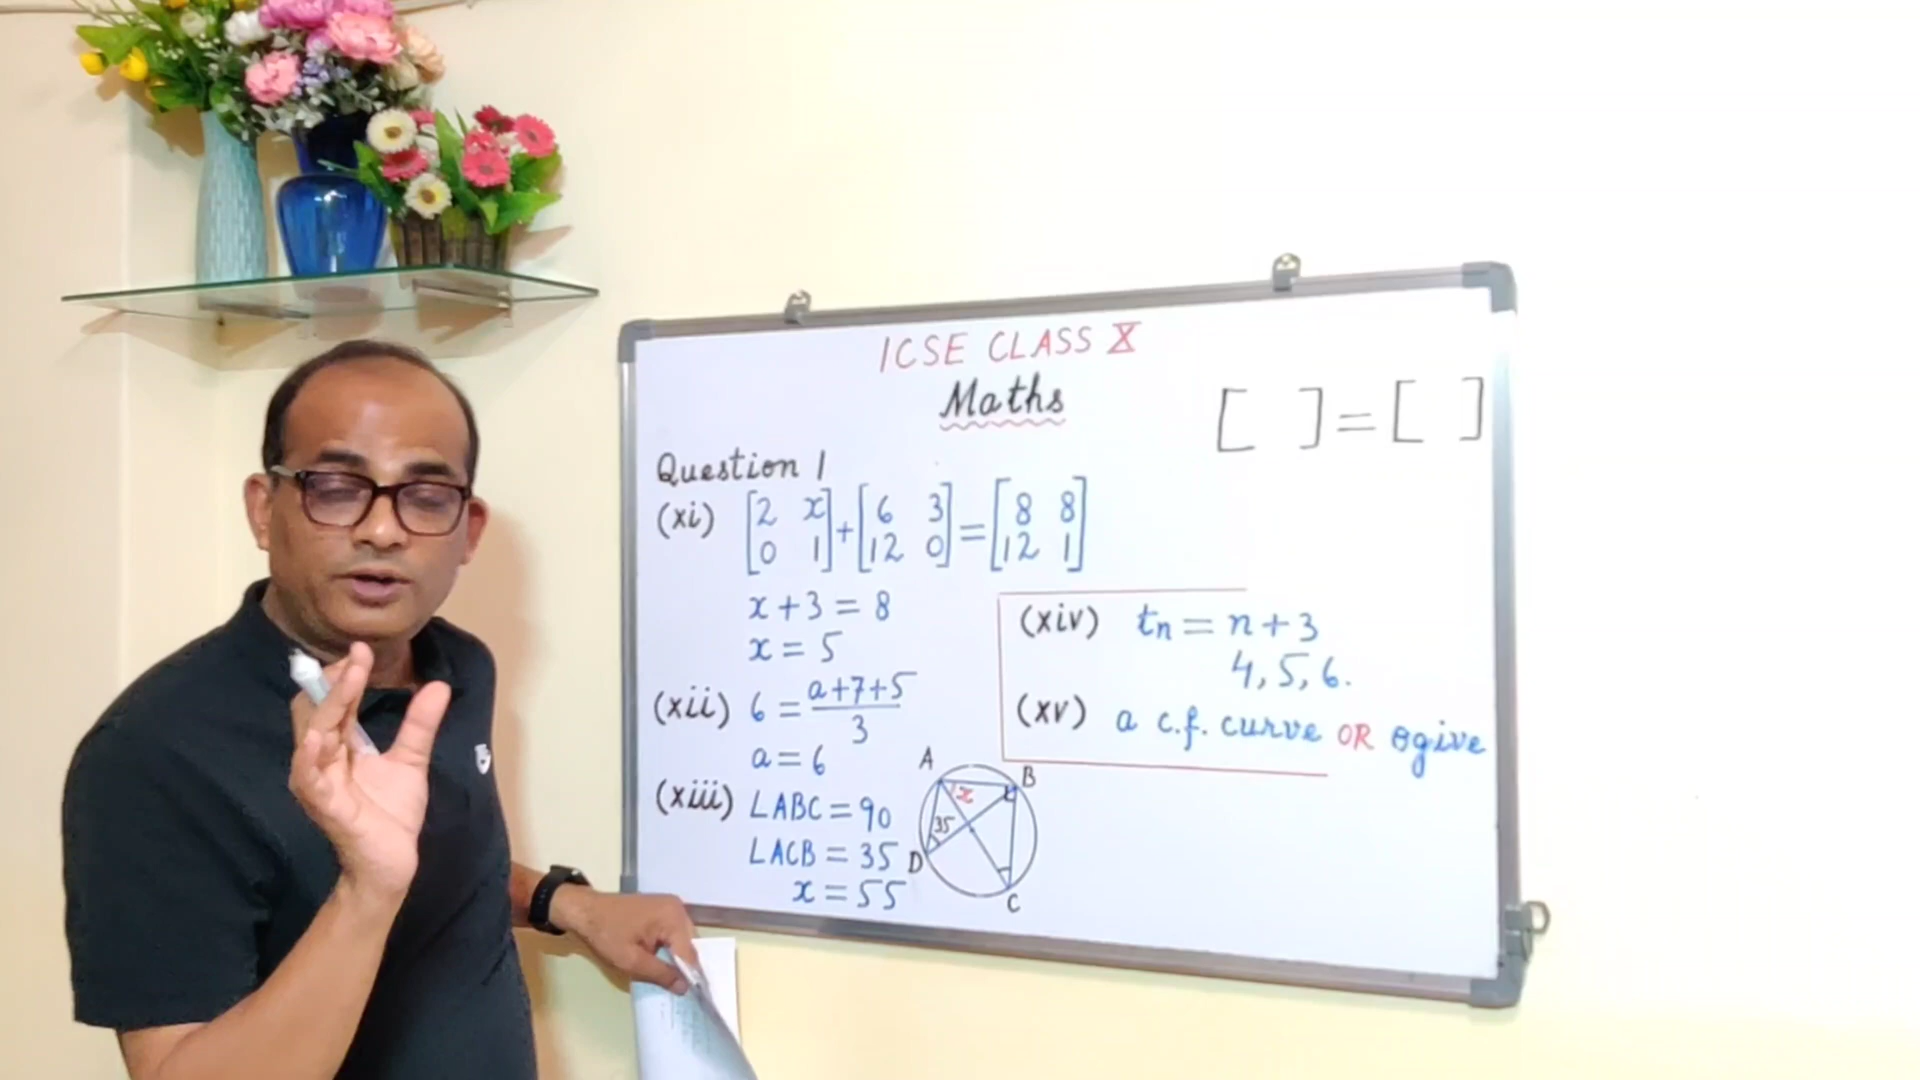 ICSE CLASS X
Maths
[ ] = [ ]
Question 1
(xi) [2 x
0 1] + [6 3
12 0] = [8 8
12 1]
x + 3 = 8
x = 5
(xii) 6 = a+7+5
3
a = 6
(xiii) ∠ABC = 90
∠ACB = 35
x = 55
A
B
x
35
D
C
(xiv) tn = n + 3
4, 5, 6.
(xv) a c.f. curve OR ogive